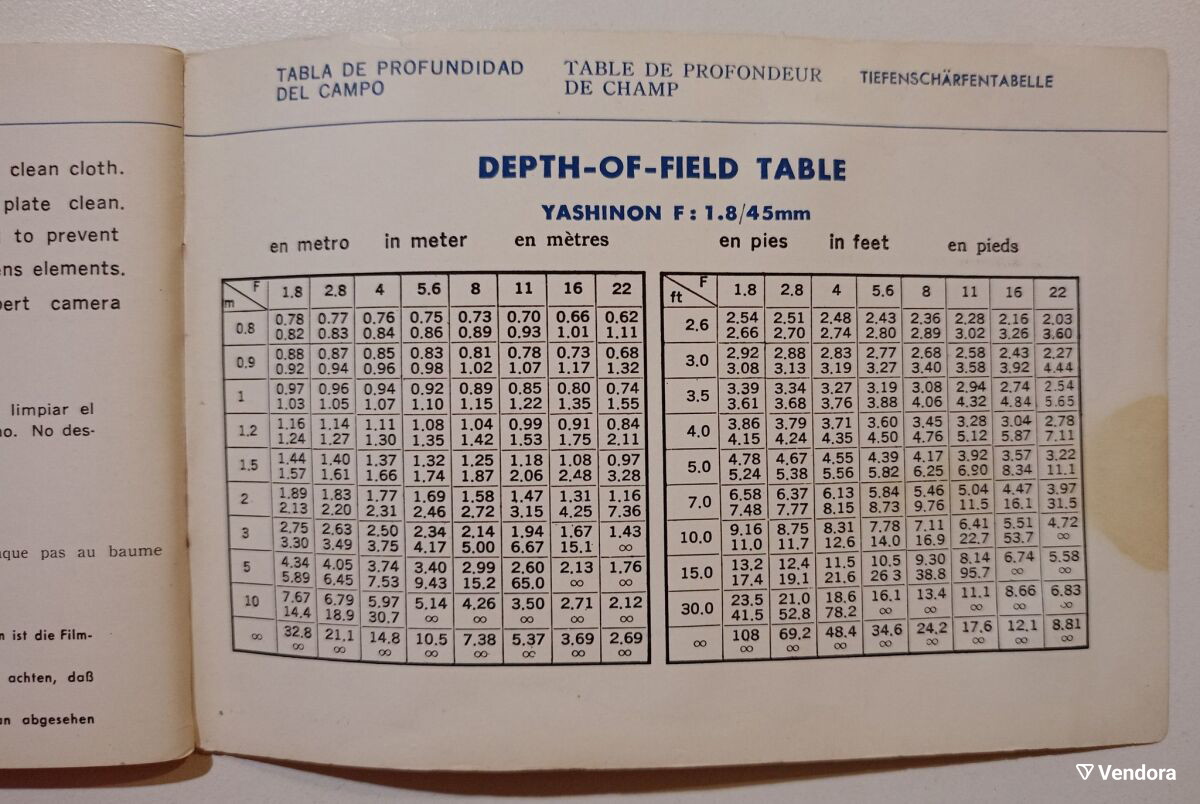 clean cloth.
plate clean.
to prevent
ens elements.
pert camera
limpiar el
no. No des-
que pas au baume
n ist die Film-
achten, daß
an abgesehen
TABLA DE PROFUNDIDAD
DEL CAMPO
TABLE DE PROFONDEUR
DE CHAMP
TIEFENSCHÄRFENTABELLE
DEPTH-OF-FIELD TABLE
YASHINON F: 1.8/45mm
en metro in meter en mètres
F m 1.8 2.8 4 5.6 8 11 16 22
0.8 0.78 0.77 0.76 0.75 0.73 0.70 0.66 0.62
0.82 0.83 0.84 0.86 0.89 0.93 1.01 1.11
0.9 0.88 0.87 0.85 0.83 0.81 0.78 0.73 0.68
0.92 0.94 0.96 0.98 1.02 1.07 1.17 1.32
1 0.97 0.96 0.94 0.92 0.89 0.85 0.80 0.74
1.03 1.05 1.07 1.10 1.15 1.22 1.35 1.55
1.2 1.16 1.14 1.11 1.08 1.04 0.99 0.91 0.84
1.24 1.27 1.30 1.35 1.42 1.53 1.75 2.11
1.5 1.44 1.40 1.37 1.32 1.25 1.18 1.08 0.97
1.57 1.61 1.66 1.74 1.87 2.06 2.48 3.28
2 1.89 1.83 1.77 1.69 1.58 1.47 1.31 1.16
2.13 2.20 2.31 2.46 2.72 3.15 4.25 7.36
3 2.75 2.63 2.50 2.34 2.14 1.94 1.67 1.43
3.30 3.49 3.75 4.17 5.00 6.67 15.1 ∞
5 4.34 4.05 3.74 3.40 2.99 2.60 2.13 1.76
5.89 6.45 7.53 9.43 15.2 65.0 ∞ ∞
10 7.67 6.79 5.97 5.14 4.26 3.50 2.71 2.12
14.4 18.9 30.7 ∞ ∞ ∞ ∞ ∞
∞ 32.8 21.1 14.8 10.5 7.38 5.37 3.69 2.69
∞ ∞ ∞ ∞ ∞ ∞ ∞ ∞
en pies in feet en pieds
F ft 1.8 2.8 4 5.6 8 11 16 22
2.6 2.54 2.51 2.48 2.43 2.36 2.28 2.16 2.03
2.66 2.70 2.74 2.80 2.89 3.02 3.26 3.60
3.0 2.92 2.88 2.83 2.77 2.68 2.58 2.43 2.27
3.08 3.13 3.19 3.27 3.40 3.58 3.92 4.44
3.5 3.39 3.34 3.27 3.19 3.08 2.94 2.74 2.54
3.61 3.68 3.76 3.88 4.06 4.32 4.84 5.65
4.0 3.86 3.79 3.71 3.60 3.45 3.28 3.04 2.78
4.15 4.24 4.35 4.50 4.76 5.12 5.87 7.11
5.0 4.78 4.67 4.55 4.39 4.17 3.92 3.57 3.22
5.24 5.38 5.56 5.82 6.25 6.90 8.34 11.1
7.0 6.58 6.37 6.13 5.84 5.46 5.04 4.47 3.97
7.48 7.77 8.15 8.73 9.76 11.5 16.1 31.5
10.0 9.16 8.75 8.31 7.78 7.11 6.41 5.51 4.72
11.0 11.7 12.6 14.0 16.9 22.7 53.7 ∞
15.0 13.2 12.4 11.5 10.5 9.30 8.14 6.74 5.58
17.4 19.1 21.6 26 3 38.8 95.7 ∞ ∞
30.0 23.5 21.0 18.6 16.1 13.4 11.1 8.66 6.83
41.5 52.8 78.2 ∞ ∞ ∞ ∞ ∞
∞ 108 69.2 48.4 34.6 24.2 17.6 12.1 8.81
∞ ∞ ∞ ∞ ∞ ∞ ∞ ∞
Vendora